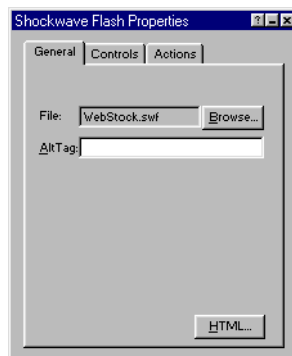 Shockwave Flash Properties
General Controls Actions
File: WebStock.swf Browse...
AltTag:
HTML...